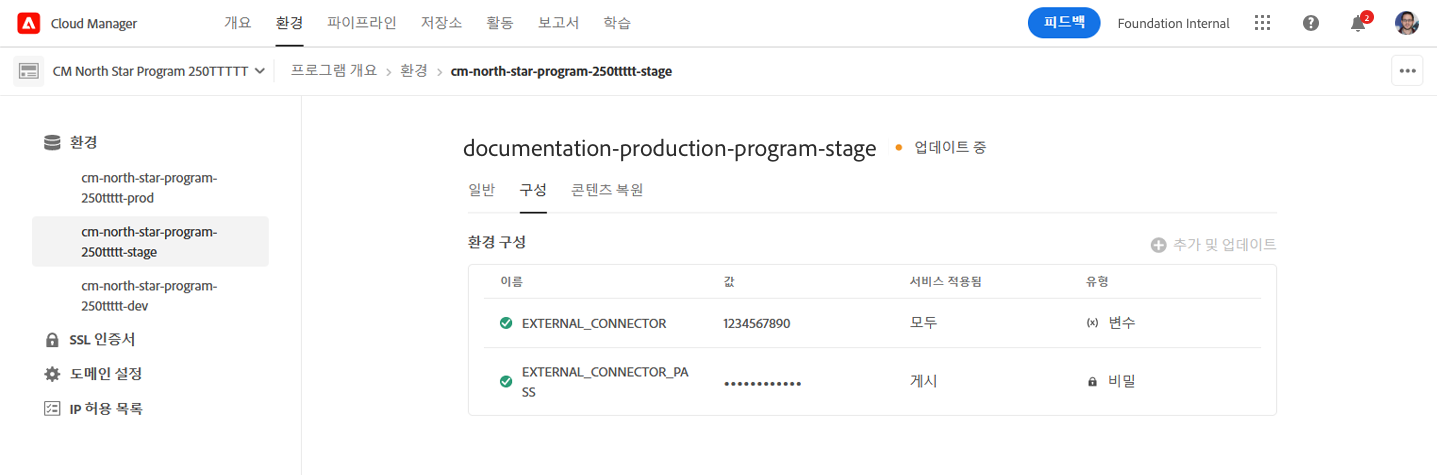 Cloud Manager 개요 환경 파이프라인 저장소 활동 보고서 학습 피드백 Foundation Internal 2
CM North Star Program 250TTTTT 프로그램 개요 환경 cm-north-star-program-250ttttt-stage
환경
cm-north-star-program-
250ttttt-prod
cm-north-star-program-
250ttttt-stage
cm-north-star-program-
250ttttt-dev
SSL 인증서
도메인 설정
IP 허용 목록
documentation-production-program-stage 업데이트 중
일반 구성 콘텐츠 복원
환경 구성 추가 및 업데이트
이름 값 서비스 적용됨 유형
EXTERNAL_CONNECTOR 1234567890 모두 (x) 변수
EXTERNAL_CONNECTOR_PA
SS •••••••••••• 게시 비밀